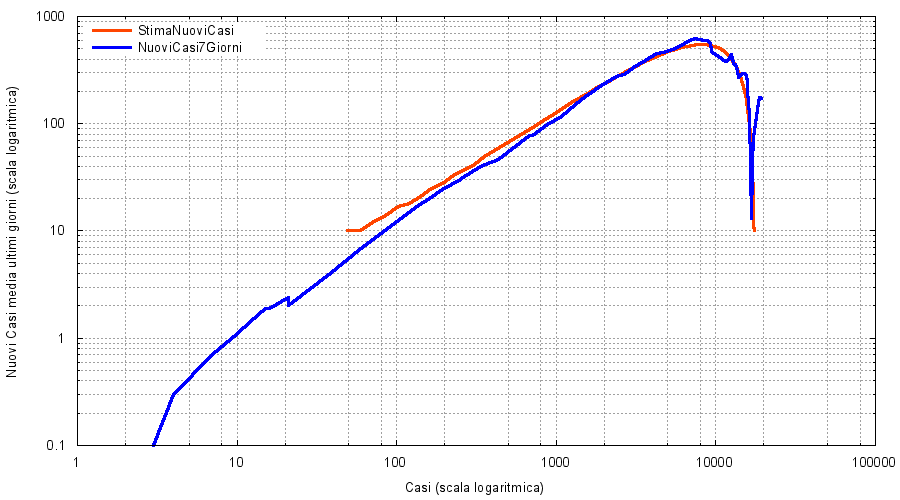 1000
StimaNuoviCasi
NuoviCasi7Giorni
100
10
1
0.1
Nuovi Casi media ultimi giorni (scala logaritmica)
1 10 100 1000 10000 100000
Casi (scala logaritmica)